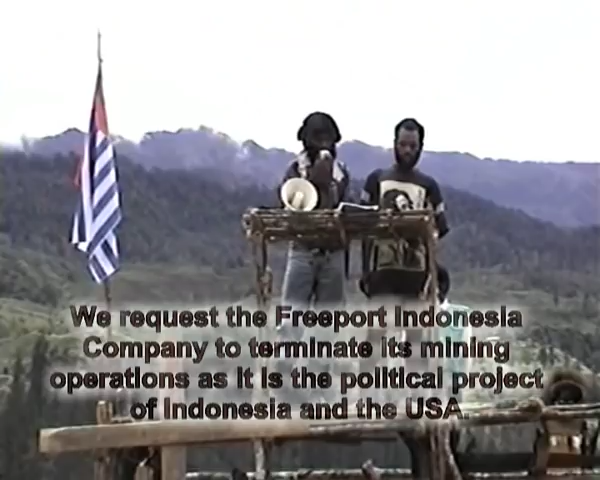 We request the Freeport Indonesia
Company to terminate its mining
operations as it is the political project
of Indonesia and the USA.